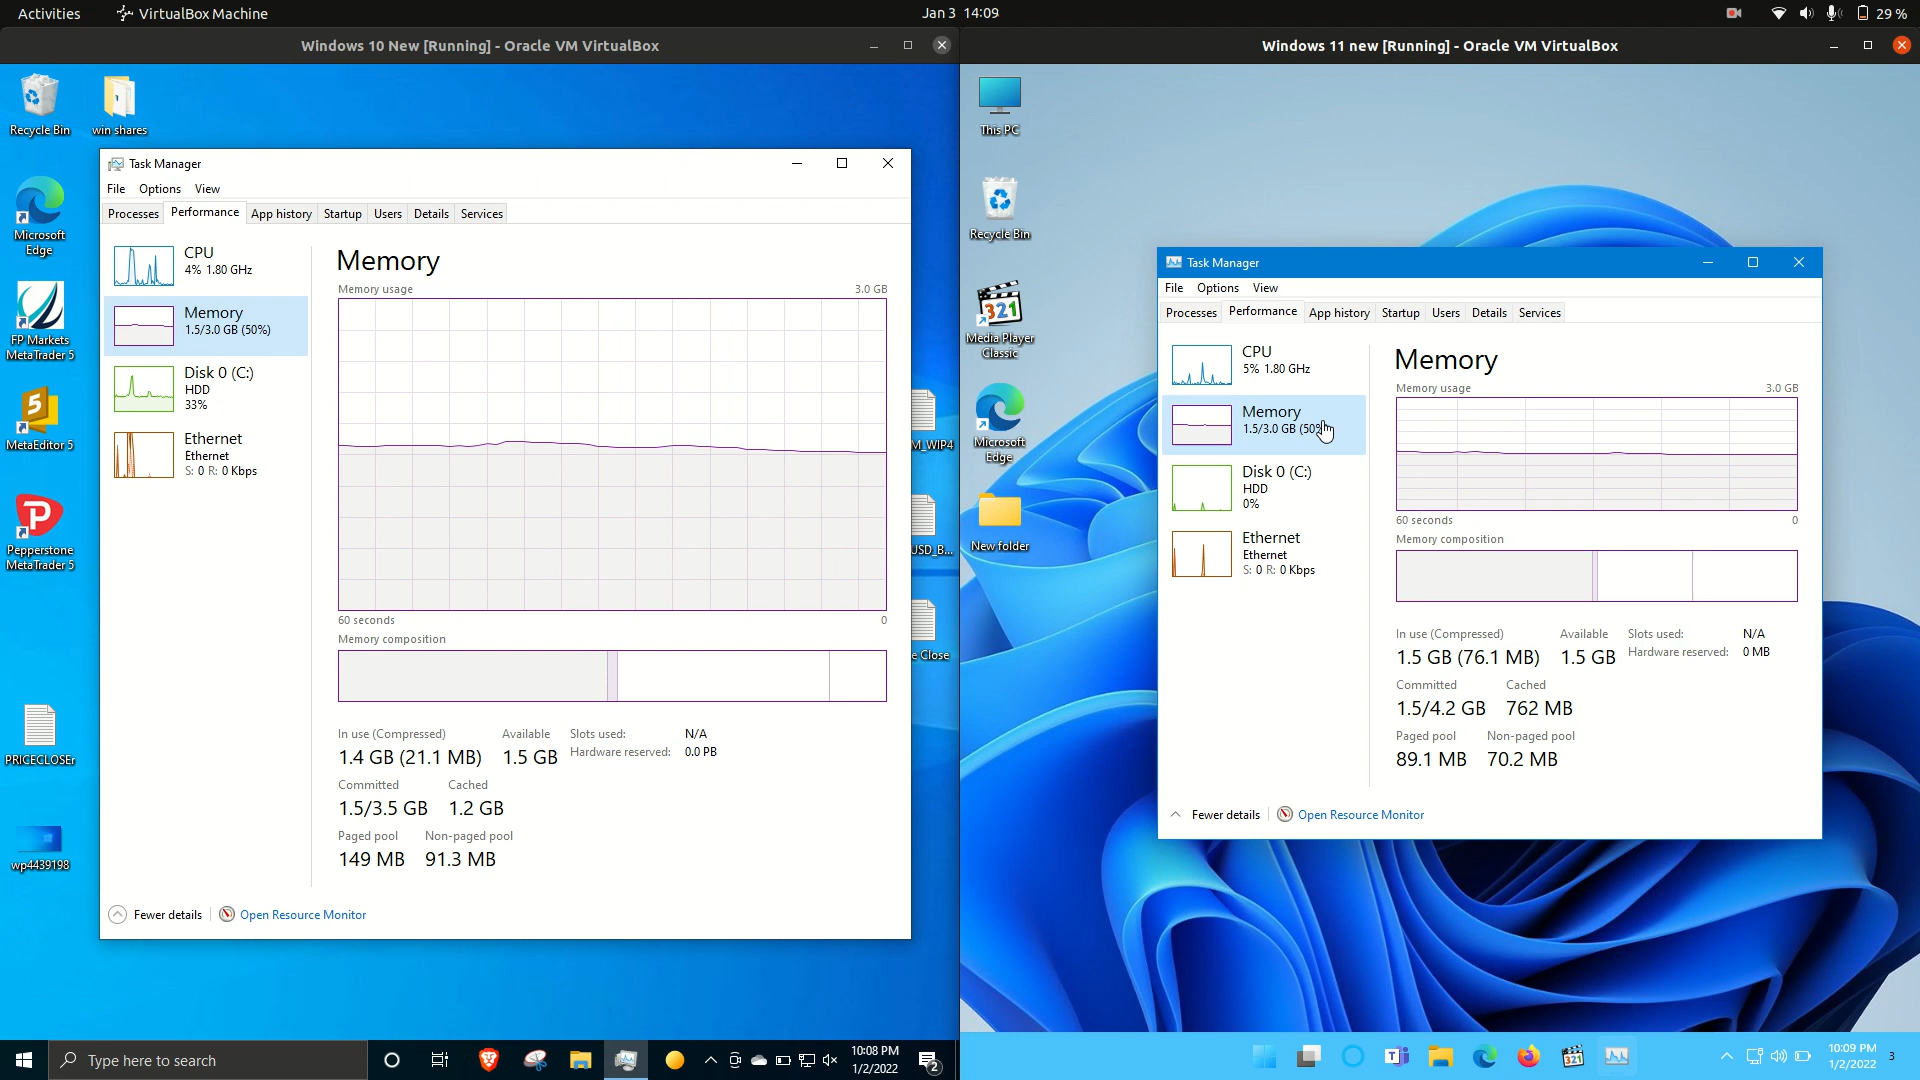 Activities
VirtualBox Machine
Jan 3 14:09
29 %
Windows 10 New [Running] - Oracle VM VirtualBox
Recycle Bin
win shares
Microsoft
Edge
FP Markets
MetaTrader 5
MetaEditor 5
Pepperstone
MetaTrader 5
PRICECLOSEr
wp4439198
M_WIP4
USD_B...
e Close
Task Manager
File Options View
Processes Performance App history Startup Users Details Services
CPU
4% 1.80 GHz
Memory
1.5/3.0 GB (50%)
Disk 0 (C:)
HDD
33%
Ethernet
Ethernet
S: 0 R: 0 Kbps
Memory
Memory usage 3.0 GB
60 seconds 0
Memory composition
In use (Compressed) Available Slots used: N/A
1.4 GB (21.1 MB) 1.5 GB Hardware reserved: 0.0 PB
Committed Cached
1.5/3.5 GB 1.2 GB
Paged pool Non-paged pool
149 MB 91.3 MB
Fewer details Open Resource Monitor
Type here to search
10:08 PM
1/2/2022
2
Windows 11 new [Running] - Oracle VM VirtualBox
This PC
Recycle Bin
321
Media Player
Classic
Microsoft
Edge
New folder
Task Manager
File Options View
Processes Performance App history Startup Users Details Services
CPU
5% 1.80 GHz
Memory
1.5/3.0 GB
Disk 0 (C:)
HDD
0%
Ethernet
Ethernet
S: 0 R: 0 Kbps
Memory
Memory usage 3.0 GB
60 seconds 0
Memory composition
In use (Compressed) Available Slots used: N/A
1.5 GB (76.1 MB) 1.5 GB Hardware reserved: 0 MB
Committed Cached
1.5/4.2 GB 762 MB
Paged pool Non-paged pool
89.1 MB 70.2 MB
Fewer details Open Resource Monitor
321
10:09 PM
1/2/2022
3